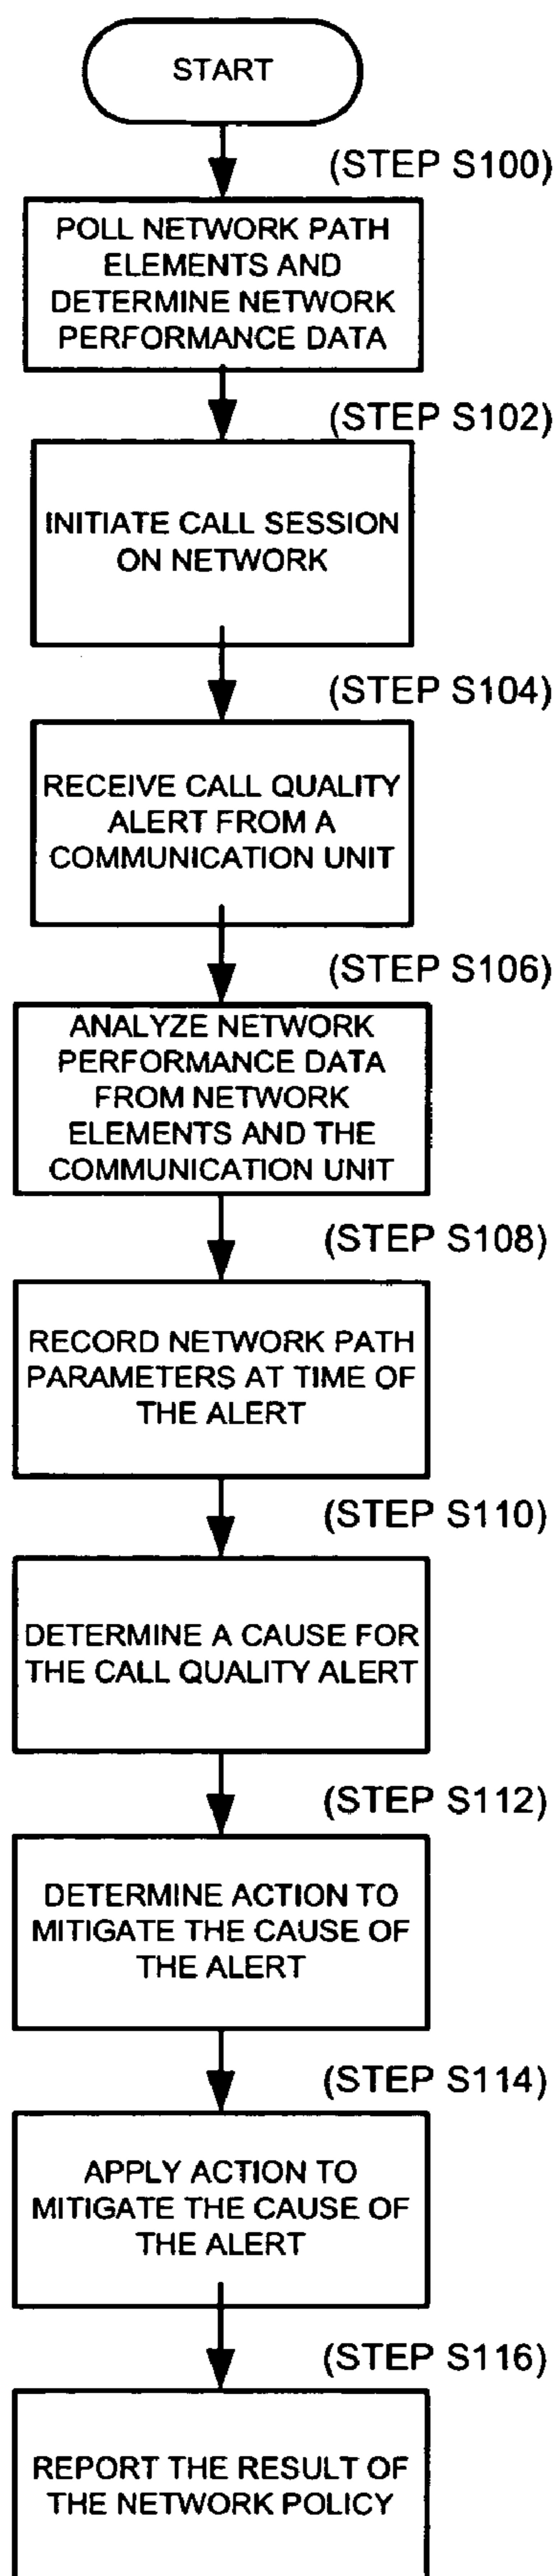 START
(STEP S100)
POLL NETWORK PATH
ELEMENTS AND
DETERMINE NETWORK
PERFORMANCE DATA
(STEP S102)
INITIATE CALL SESSION
ON NETWORK
(STEP S104)
RECEIVE CALL QUALITY
ALERT FROM A
COMMUNICATION UNIT
(STEP S106)
ANALYZE NETWORK
PERFORMANCE DATA
FROM NETWORK
ELEMENTS AND THE
COMMUNICATION UNIT
(STEP S108)
RECORD NETWORK PATH
PARAMETERS AT TIME OF
THE ALERT
(STEP S110)
DETERMINE A CAUSE FOR
THE CALL QUALITY ALERT
(STEP S112)
DETERMINE ACTION TO
MITIGATE THE CAUSE OF
THE ALERT
(STEP S114)
APPLY ACTION TO
MITIGATE THE CAUSE OF
THE ALERT
(STEP S116)
REPORT THE RESULT OF
THE NETWORK POLICY